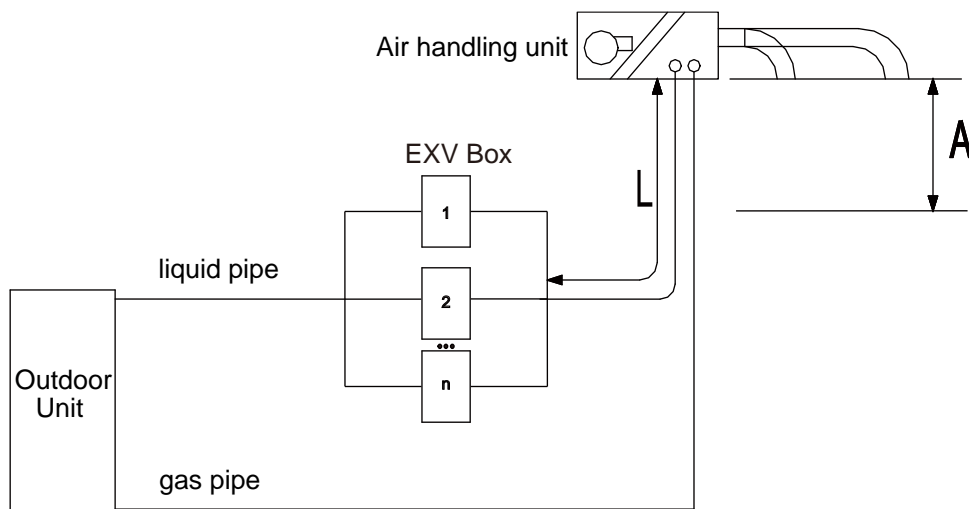 Air handling unit
EXV Box
1
L
A
liquid pipe
2
n
Outdoor
Unit
gas pipe